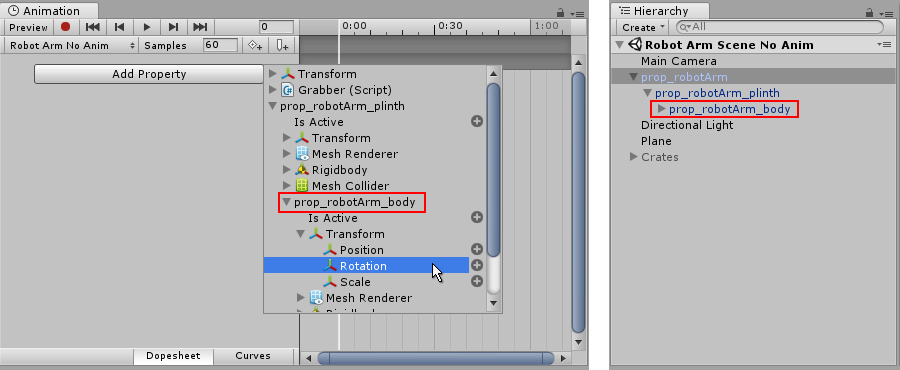 Animation
Preview 0 0:00 0:30 1:00
Robot Arm No Anim Samples 60
Add Property
Transform
Grabber (Script)
prop_robotArm_plinth
Is Active
Transform
Mesh Renderer
Rigidbody
Mesh Collider
prop_robotArm_body
Is Active
Transform
Position
Rotation
Scale
Mesh Renderer
Rigidbody
Dopesheet Curves
Hierarchy
Create All
Robot Arm Scene No Anim
Main Camera
prop_robotArm
prop_robotArm_plinth
prop_robotArm_body
Directional Light
Plane
Crates